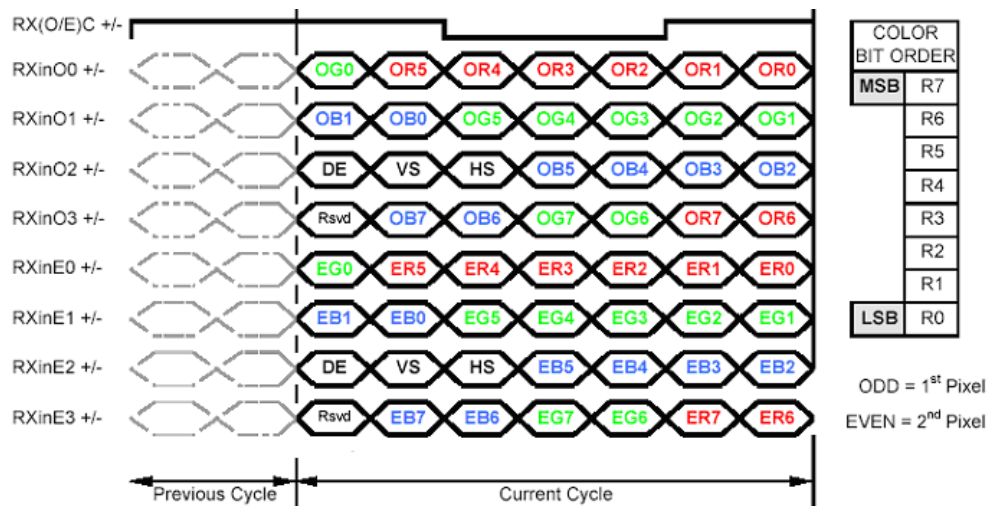 RX(O/E)C +/-
RXinO0 +/- OG0 OR5 OR4 OR3 OR2 OR1 OR0
RXinO1 +/- OB1 OB0 OG5 OG4 OG3 OG2 OG1
RXinO2 +/- DE VS HS OB5 OB4 OB3 OB2
RXinO3 +/- Rsvd OB7 OB6 OG7 OG6 OR7 OR6
RXinE0 +/- EG0 ER5 ER4 ER3 ER2 ER1 ER0
RXinE1 +/- EB1 EB0 EG5 EG4 EG3 EG2 EG1
RXinE2 +/- DE VS HS EB5 EB4 EB3 EB2
RXinE3 +/- Rsvd EB7 EB6 EG7 EG6 ER7 ER6
Previous Cycle Current Cycle
COLOR
BIT ORDER
MSB R7
R6
R5
R4
R3
R2
R1
LSB R0
ODD = 1st Pixel
EVEN = 2nd Pixel